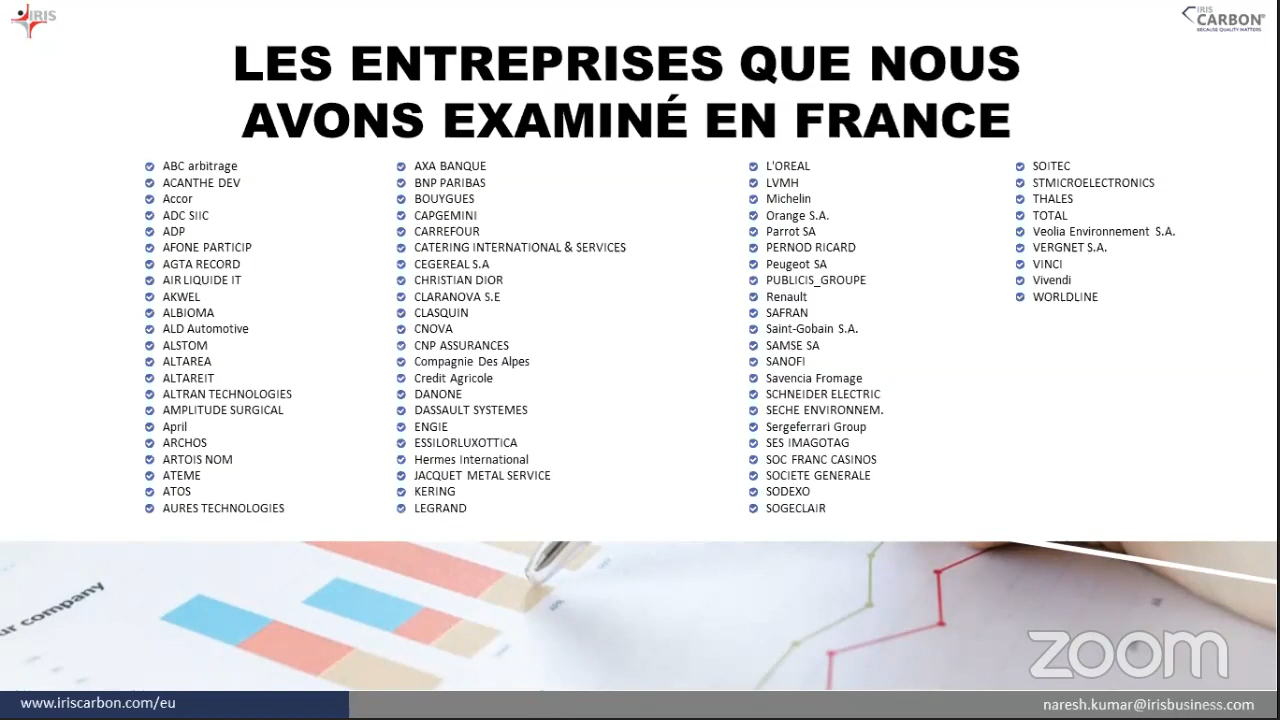 IRIS
IRIS
CARBON®
BECAUSE QUALITY MATTERS
LES ENTREPRISES QUE NOUS
AVONS EXAMINÉ EN FRANCE
ABC arbitrage
ACANTHE DEV
Accor
ADC SIIC
ADP
AFONE PARTICIP
AGTA RECORD
AIR LIQUIDE IT
AKWEL
ALBIOMA
ALD Automotive
ALSTOM
ALTAREA
ALTAREIT
ALTRAN TECHNOLOGIES
AMPLITUDE SURGICAL
April
ARCHOS
ARTOIS NOM
ATEME
ATOS
AURES TECHNOLOGIES
AXA BANQUE
BNP PARIBAS
BOUYGUES
CAPGEMINI
CARREFOUR
CATERING INTERNATIONAL & SERVICES
CEGEREAL S.A
CHRISTIAN DIOR
CLARANOVA S.E
CLASQUIN
CNOVA
CNP ASSURANCES
Compagnie Des Alpes
Credit Agricole
DANONE
DASSAULT SYSTEMES
ENGIE
ESSILORLUXOTTICA
Hermes International
JACQUET METAL SERVICE
KERING
LEGRAND
L'OREAL
LVMH
Michelin
Orange S.A.
Parrot SA
PERNOD RICARD
Peugeot SA
PUBLICIS_GROUPE
Renault
SAFRAN
Saint-Gobain S.A.
SAMSE SA
SANOFI
Savencia Fromage
SCHNEIDER ELECTRIC
SECHE ENVIRONNEM.
Sergeferrari Group
SES IMAGOTAG
SOC FRANC CASINOS
SOCIETE GENERALE
SODEXO
SOGECLAIR
SOITEC
STMICROELECTRONICS
THALES
TOTAL
Veolia Environnement S.A.
VERGNET S.A.
VINCI
Vivendi
WORLDLINE
ur company
zoom
www.iriscarbon.com/eu
naresh.kumar@irisbusiness.com